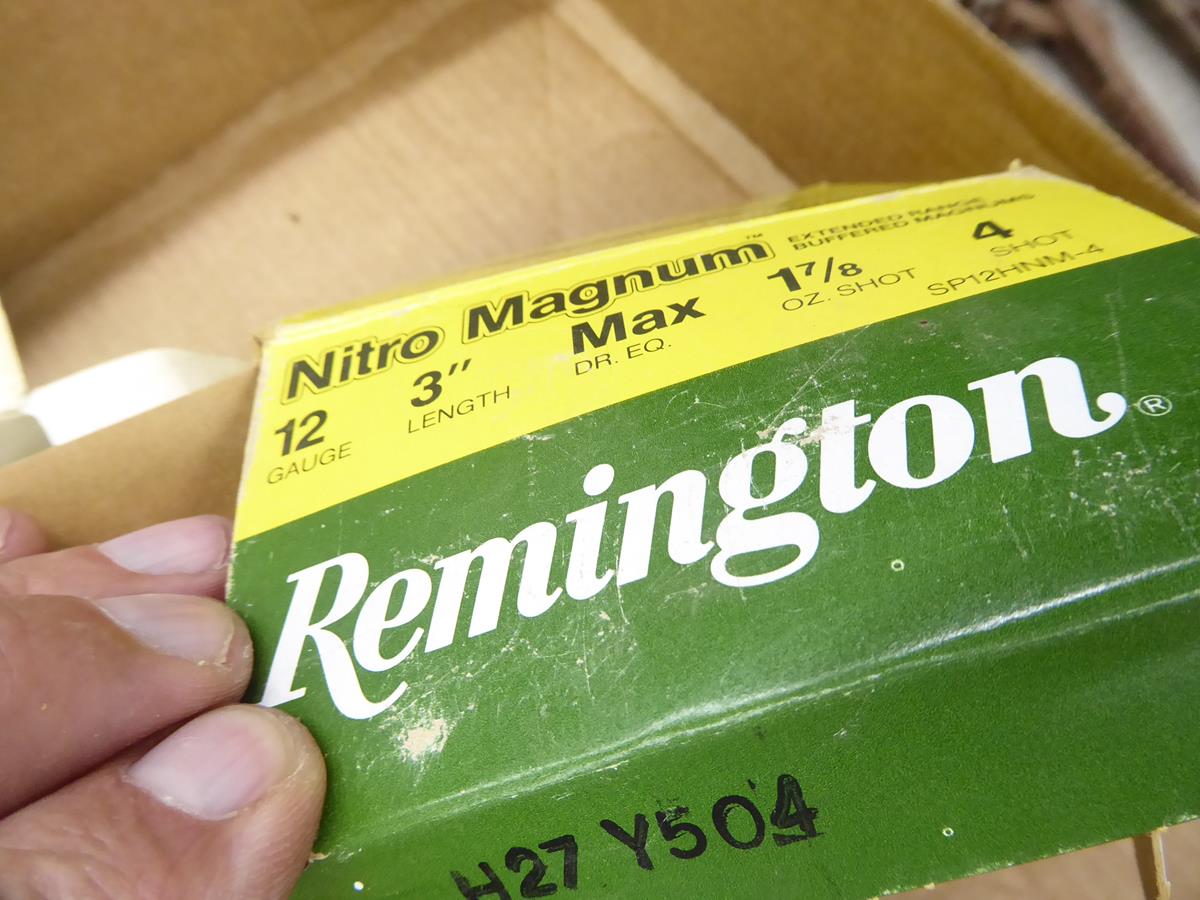 Nitro Magnum™ EXTENDED RANGE
BUFFERED MAGNUMS
12 3" Max 1 7/8 4
GAUGE LENGTH DR. EQ. OZ. SHOT SHOT
SP12HNM-4
Remington®
H27 Y504